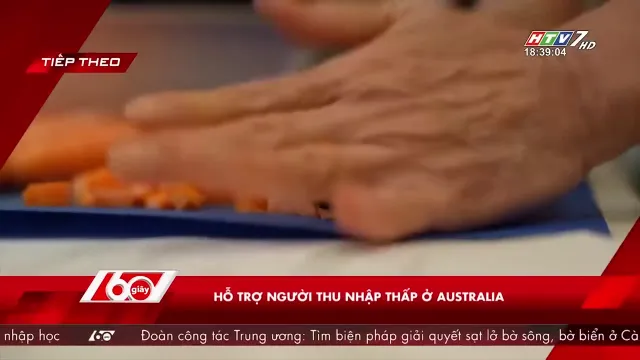 TIẾP THEO
HTV7 HD
18:39:04
60 giây
HỖ TRỢ NGƯỜI THU NHẬP THẤP Ở AUSTRALIA
nhập học 60 Đoàn công tác Trung ương: Tìm biện pháp giải quyết sạt lở bờ sông, bờ biển ở Cà